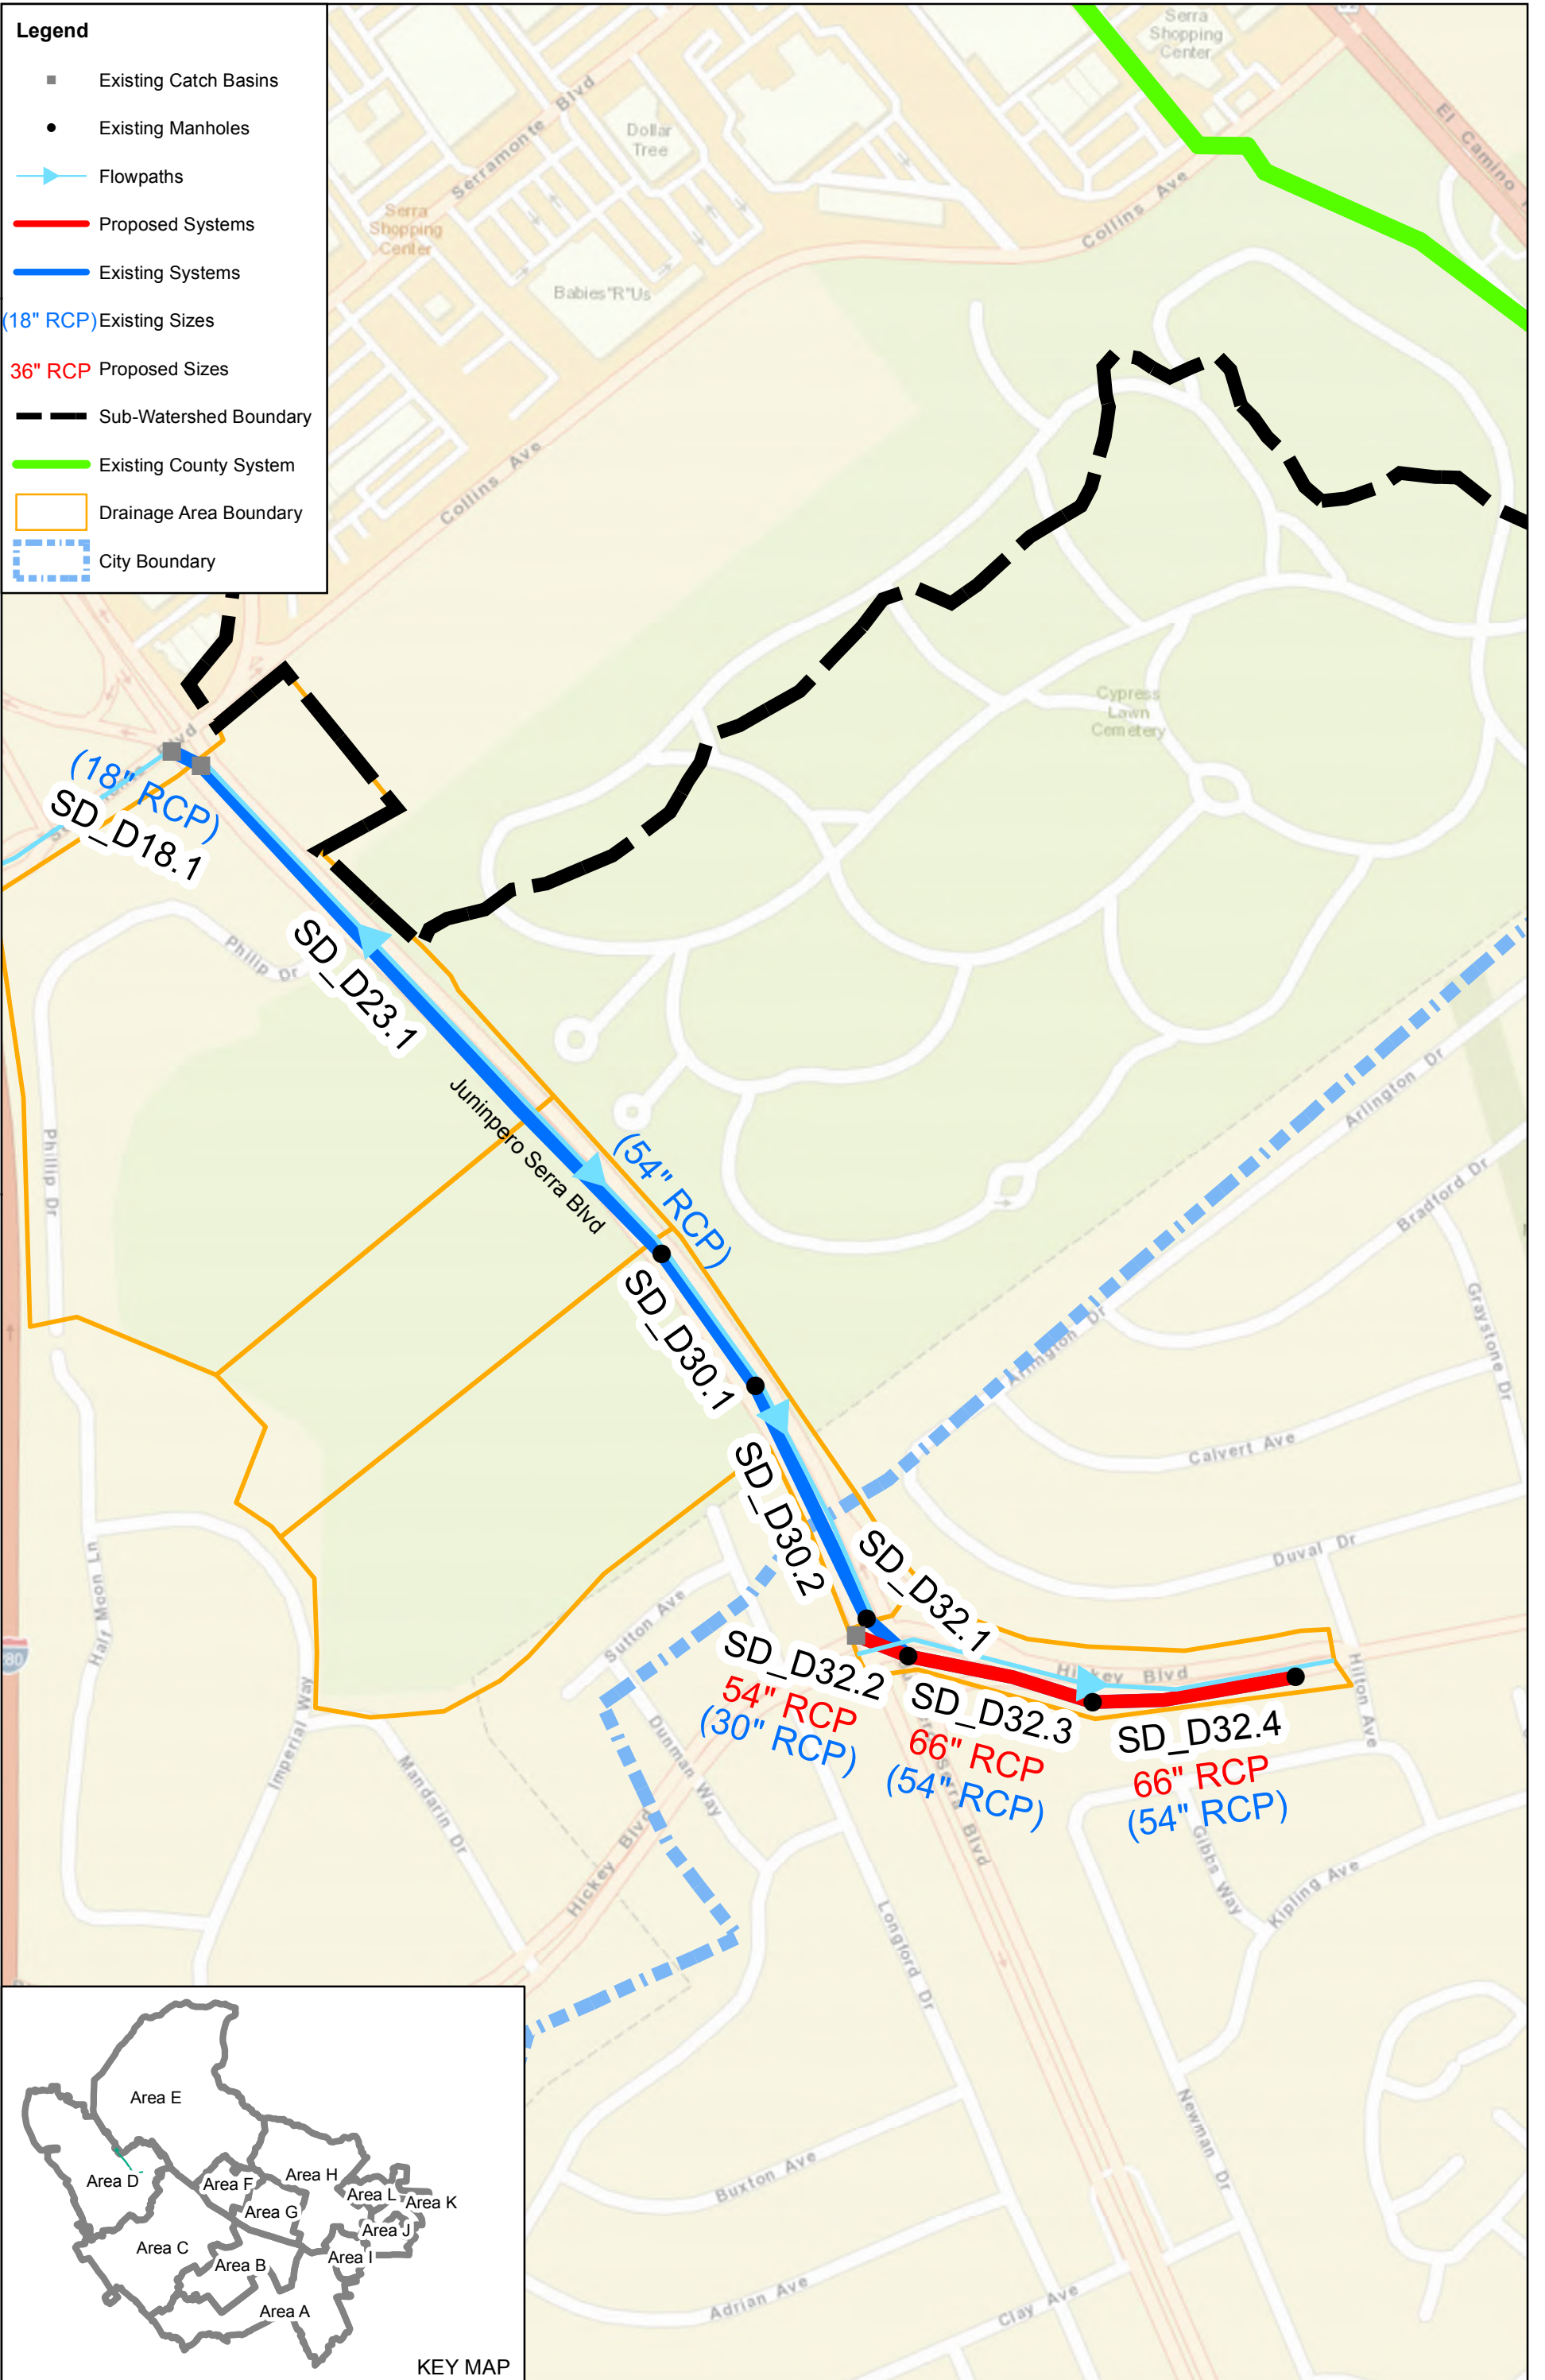 Legend
Existing Catch Basins
Existing Manholes
Flowpaths
Proposed Systems
Existing Systems
(18" RCP) Existing Sizes
36" RCP Proposed Sizes
Sub-Watershed Boundary
Existing County System
Drainage Area Boundary
City Boundary
Serra
Shopping
Center
El Camino
Serramonte Blvd
Dollar
Tree
Serra
Shopping
Center
Collins Ave
Babies"R"Us
Collins Ave
Cypress
Lawn
Cemetery
Blvd
(18" RCP)
SD_D18.1
SD_D23.1
Philip Dr
Phillip Dr
Juninpero Serra Blvd
(54" RCP)
SD_D30.1
SD_D30.2
Arlington Dr
Arlington Dr
Bradford Dr
Graystone Dr
Calvert Ave
Duval Dr
SD_D32.1
SD_D32.2
54" RCP
(30" RCP)
Hickey Blvd
SD_D32.3
66" RCP
(54" RCP)
SD_D32.4
66" RCP
(54" RCP)
Hilton Ave
Half Moon Ln
280
Sutton Ave
Imperial Way
Mandarin Dr
Dunman Way
Hickey Blvd
Serra Blvd
Longford Dr
Gibbs Way
Kipling Ave
Newman Dr
Buxton Ave
Adrian Ave
Clay Ave
Area E
Area D
Area F
Area H
Area L
Area K
Area G
Area J
Area C
Area B
Area I
Area A
KEY MAP